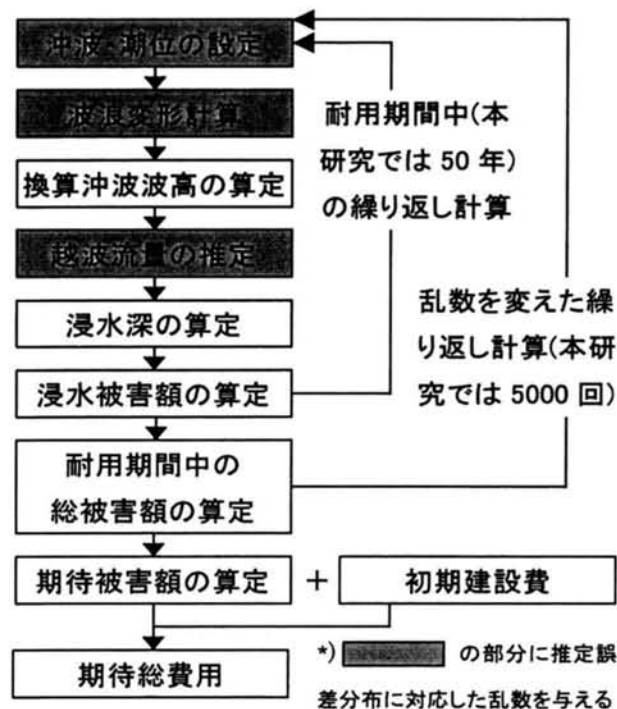 沖波・潮位の設定
波浪変形計算
換算沖波波高の算定
越波流量の推定
浸水深の算定
浸水被害額の算定
耐用期間中の
総被害額の算定
期待被害額の算定
+
初期建設費
期待総費用
耐用期間中(本
研究では 50 年)
の繰り返し計算
乱数を変えた繰
り返し計算(本研
究では 5000 回)
*) の部分に推定誤
差分布に対応した乱数を与える